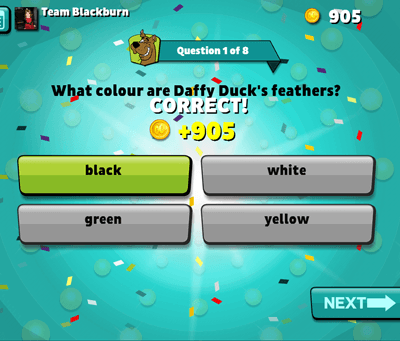 Team Blackburn
905
Question 1 of 8
What colour are Daffy Duck's feathers?
CORRECT!
+905
black
white
green
yellow
NEXT